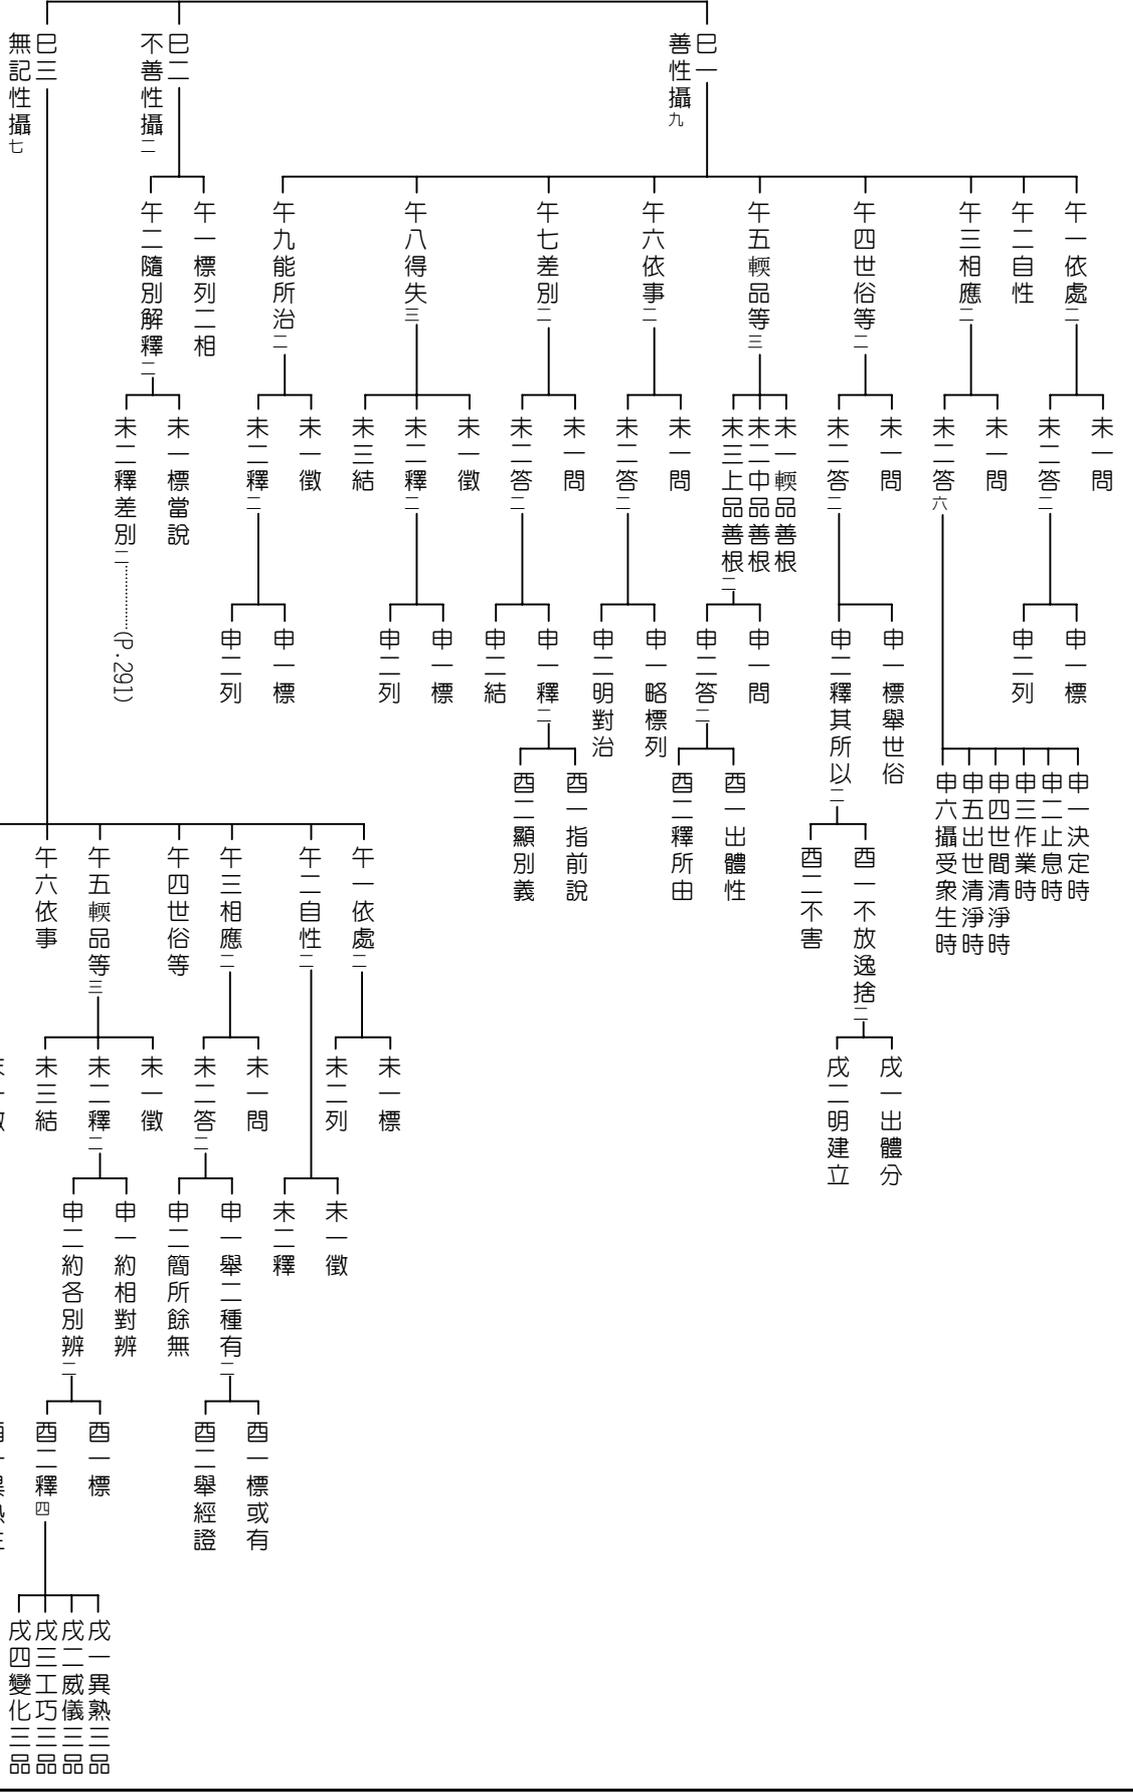 巳一
善性攝九
午一依處二
未一問
未二答二
申一標
申二列
午二自性
午三相應二
未一問
未二答六
申一決定時
申二止息時
申三作業時
申四世間清淨時
申五出世清淨時
申六攝受眾生時
午四世俗等二
未一問
未二答二
申一標舉世俗
申二釋其所以二
酉一不放逸捨二
戌一出體分
戌二明建立
酉二不害
午五輭品等三
未一輭品善根
未二中品善根
未三上品善根二
申一問
申二答二
酉一出體性
酉二釋所由
午六依事二
未一問
未二答二
申一略標列
申二明對治
午七差別二
未一問
未二答二
申一釋二
酉一指前說
酉二顯別義
申二結
午八得失三
未一徵
未二釋二
申一標
申二列
未三結
午九能所治二
未一徵
未二釋二
申一標
申二列
巳二
不善性攝二
午一標列二相
午二隨別解釋二
未一標當說
未二釋差別二…………(P.291)
巳三
無記性攝七
午一依處二
未一標
未二列
午二自性二
未一徵
未二釋
午三相應二
未一問
未二答二
申一舉二種有二
酉一標或有
酉二舉經證
申二簡所餘無
午四世俗等
午五輭品等三
未一徵
未二釋二
申一約相對辨
申二約各別辨二
酉一標
酉二釋四
戌一異熟三品
戌二威儀三品
戌三工巧三品
戌四變化三品
未三結
午六依事